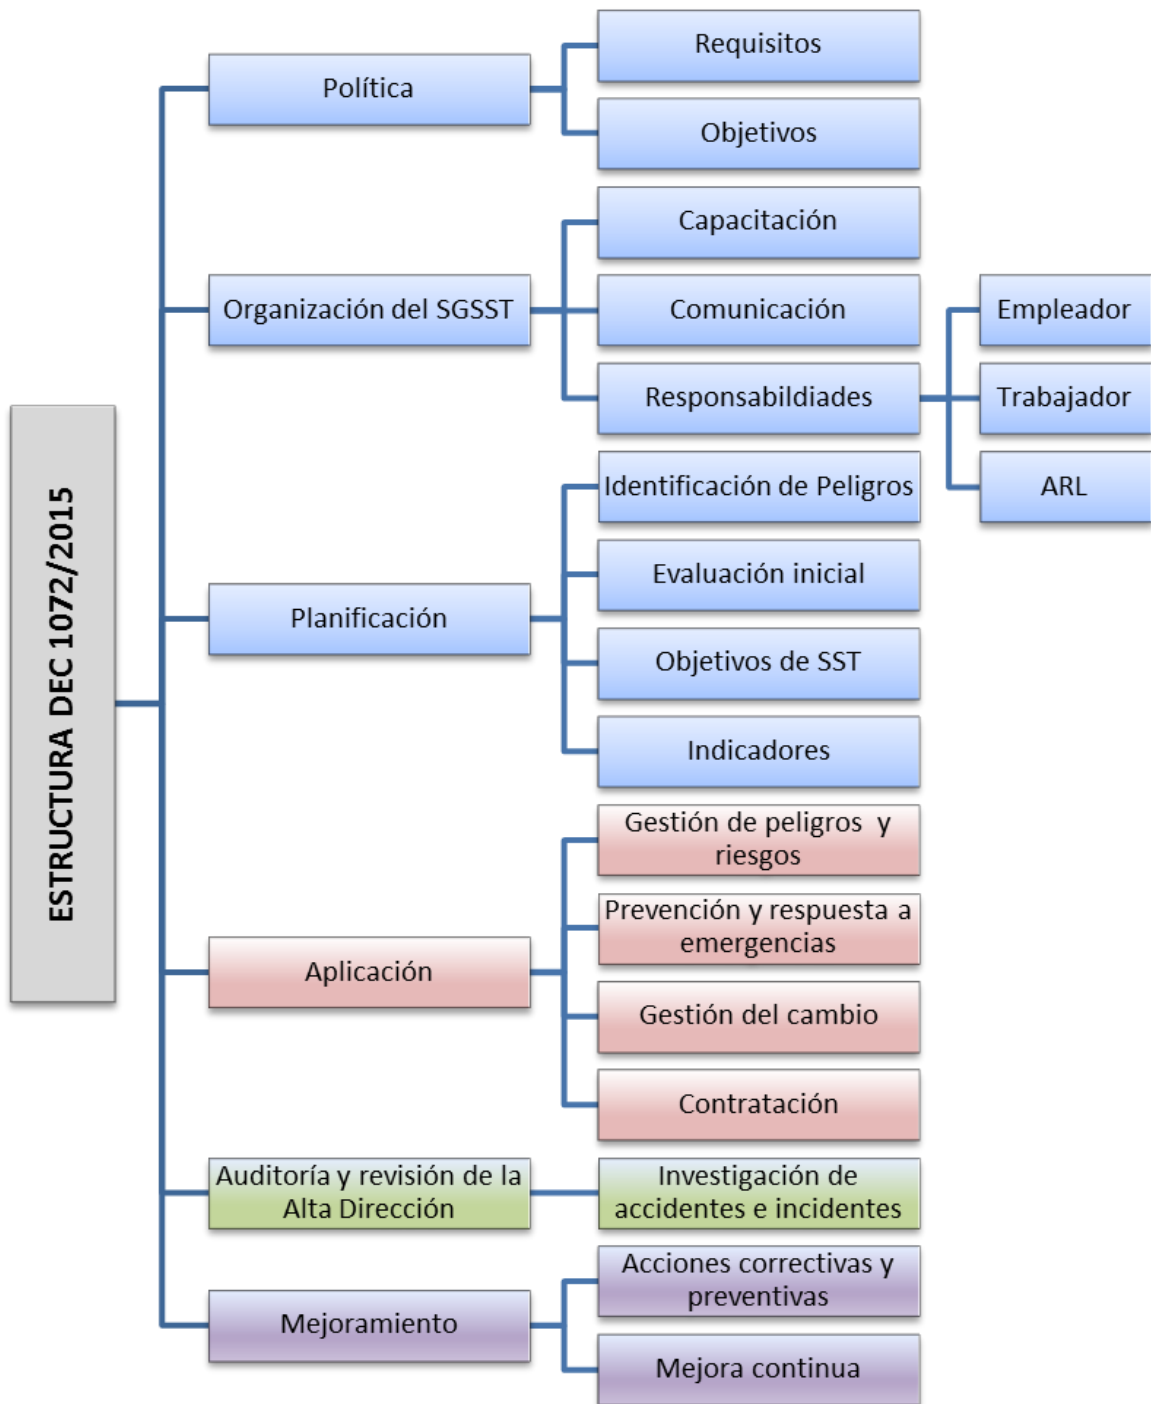 ESTRUCTURA DEC 1072/2015
Política
Requisitos
Objetivos
Organización del SGSST
Capacitación
Comunicación
Responsabildiades
Empleador
Trabajador
ARL
Planificación
Identificación de Peligros
Evaluación inicial
Objetivos de SST
Indicadores
Aplicación
Gestión de peligros y
riesgos
Prevención y respuesta a
emergencias
Gestión del cambio
Contratación
Auditoría y revisión de la
Alta Dirección
Investigación de
accidentes e incidentes
Mejoramiento
Acciones correctivas y
preventivas
Mejora continua